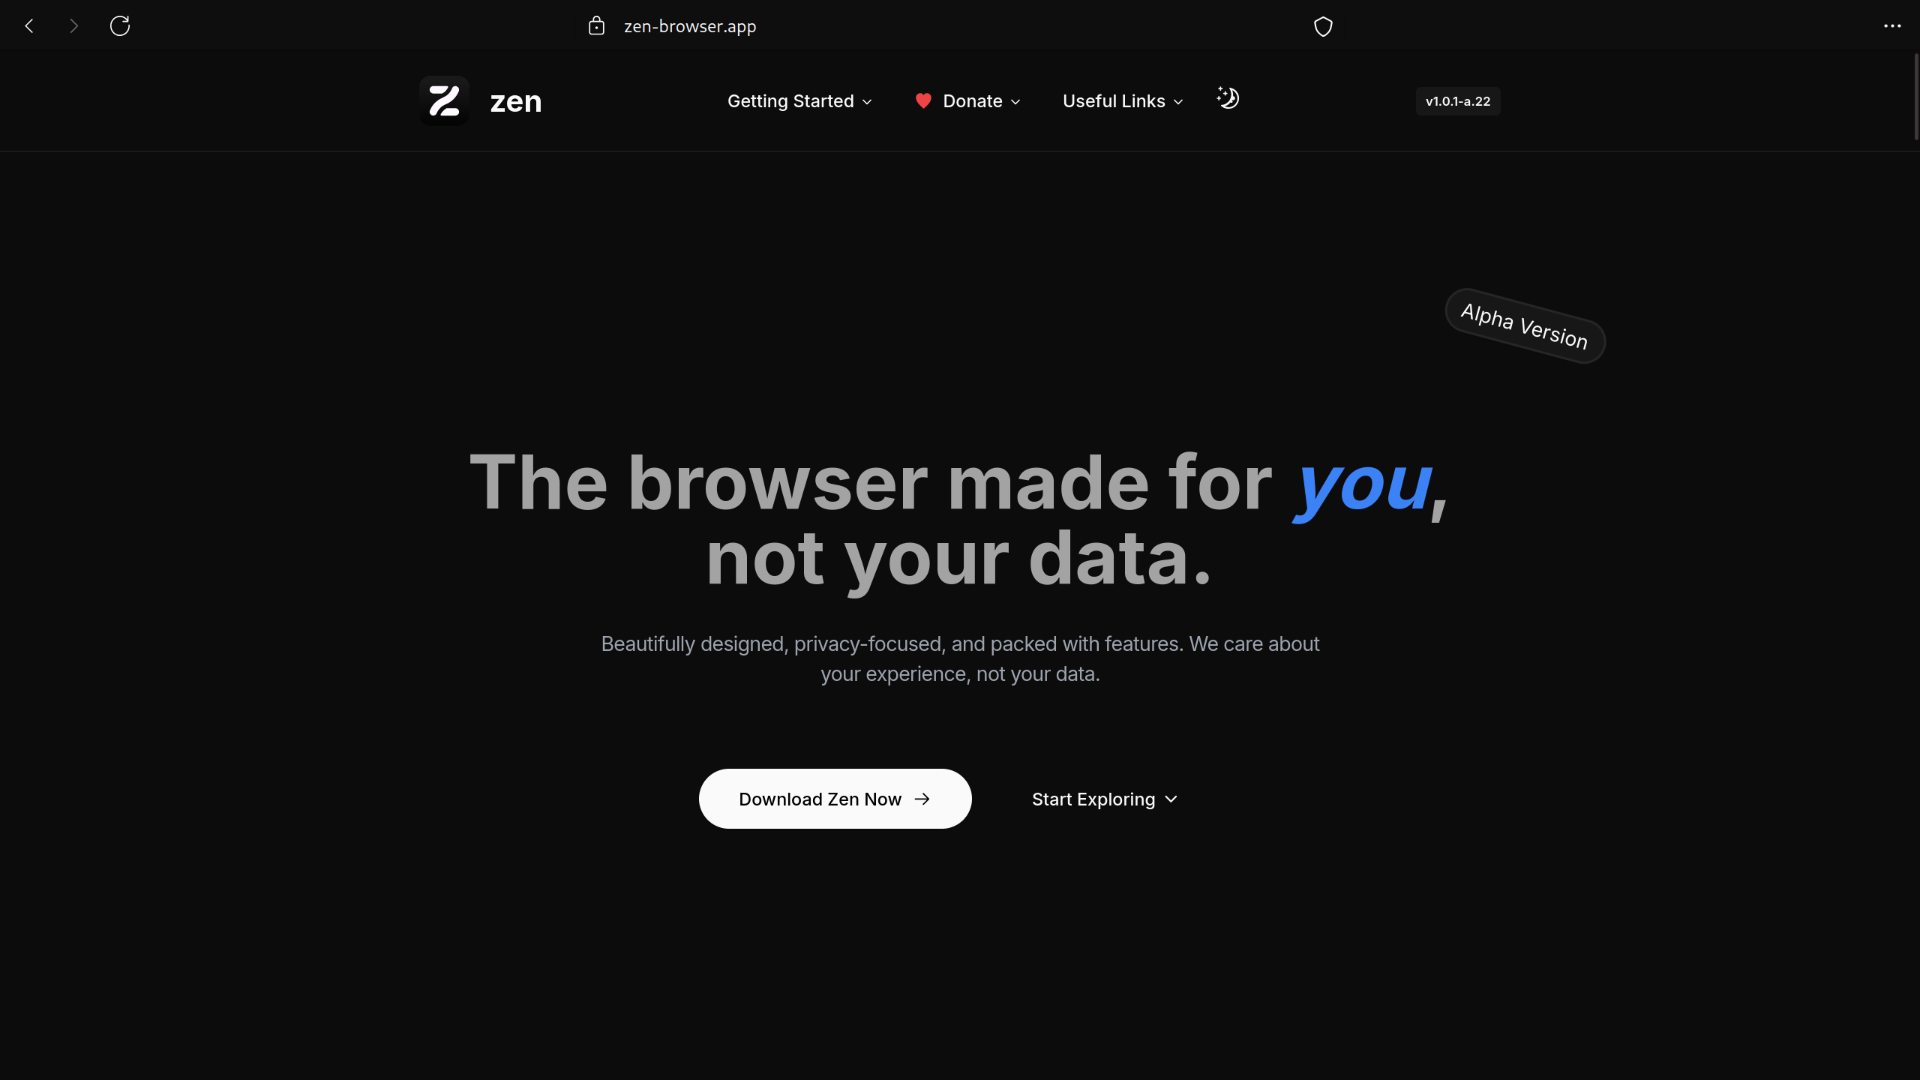 zen-browser.app
zen
Getting Started
Donate
Useful Links
v1.0.1-a.22
Alpha Version
The browser made for you,
not your data.
Beautifully designed, privacy-focused, and packed with features. We care about
your experience, not your data.
Download Zen Now
Start Exploring